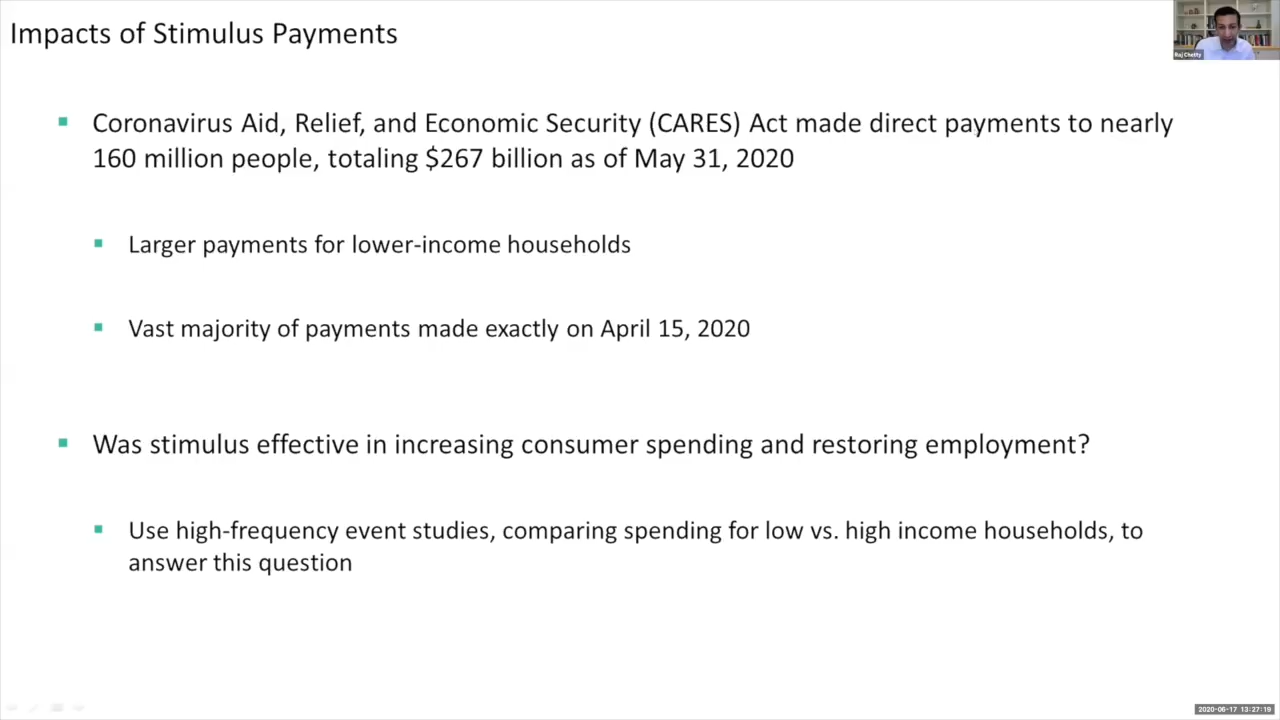 Impacts of Stimulus Payments
Raj Chetty
Coronavirus Aid, Relief, and Economic Security (CARES) Act made direct payments to nearly
160 million people, totaling $267 billion as of May 31, 2020
Larger payments for lower-income households
Vast majority of payments made exactly on April 15, 2020
Was stimulus effective in increasing consumer spending and restoring employment?
Use high-frequency event studies, comparing spending for low vs. high income households, to
answer this question
2020-06-17 13:27:19